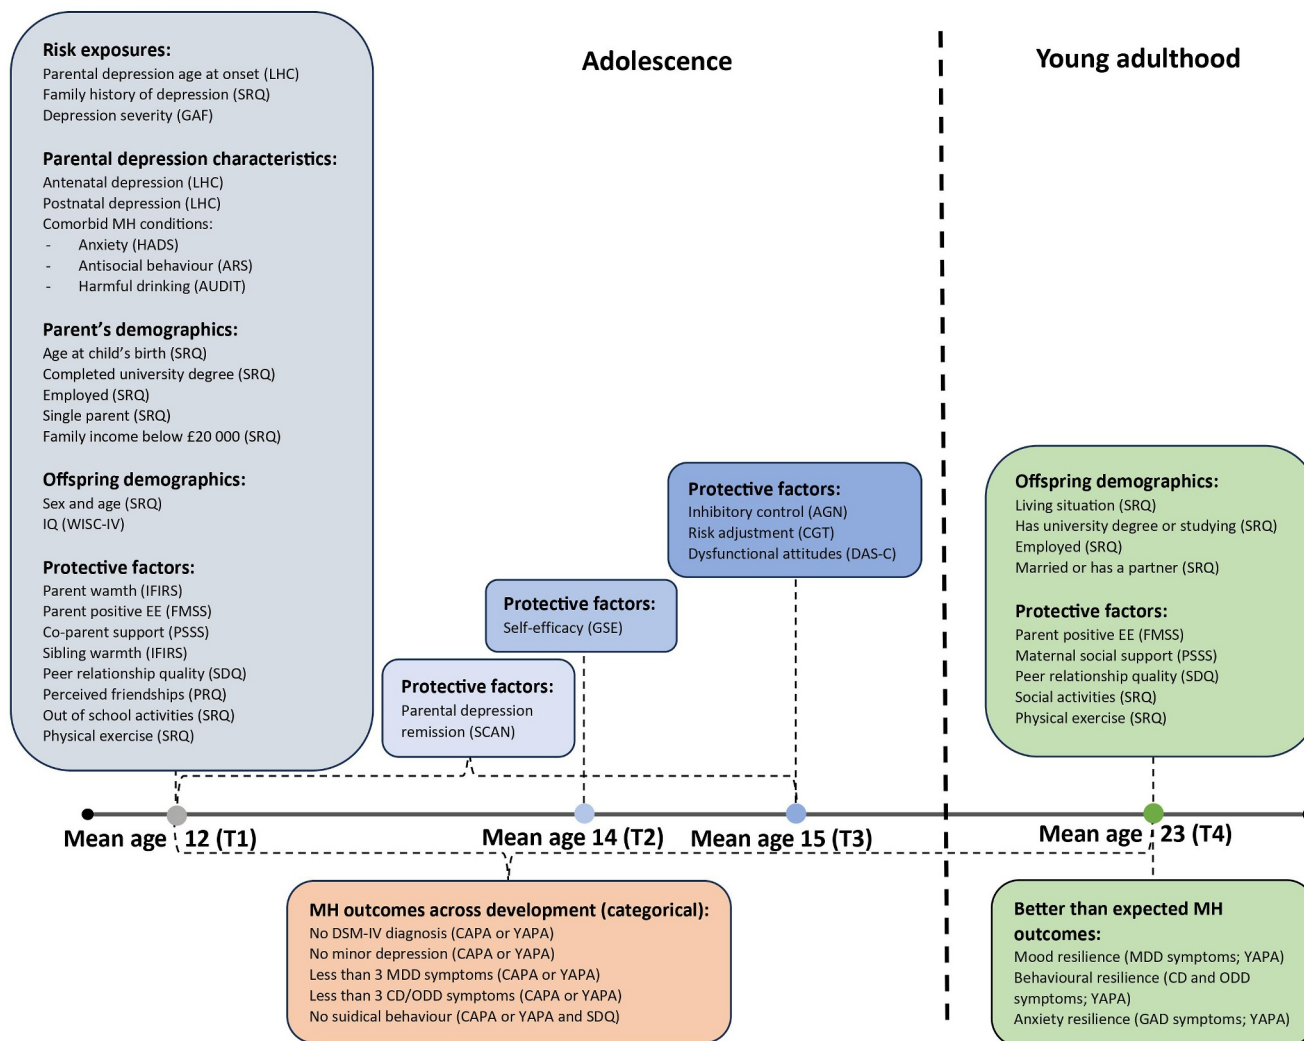 Risk exposures:
Parental depression age at onset (LHC)
Family history of depression (SRQ)
Depression severity (GAF)
Parental depression characteristics:
Antenatal depression (LHC)
Postnatal depression (LHC)
Comorbid MH conditions:
- Anxiety (HADS)
- Antisocial behaviour (ARS)
- Harmful drinking (AUDIT)
Parent's demographics:
Age at child's birth (SRQ)
Completed university degree (SRQ)
Employed (SRQ)
Single parent (SRQ)
Family income below £20 000 (SRQ)
Offspring demographics:
Sex and age (SRQ)
IQ (WISC-IV)
Protective factors:
Parent wamth (IFIRS)
Parent positive EE (FMSS)
Co-parent support (PSSS)
Sibling warmth (IFIRS)
Peer relationship quality (SDQ)
Perceived friendships (PRQ)
Out of school activities (SRQ)
Physical exercise (SRQ)
Adolescence
Young adulthood
Protective factors:
Parental depression
remission (SCAN)
Protective factors:
Self-efficacy (GSE)
Protective factors:
Inhibitory control (AGN)
Risk adjustment (CGT)
Dysfunctional attitudes (DAS-C)
Offspring demographics:
Living situation (SRQ)
Has university degree or studying (SRQ)
Employed (SRQ)
Married or has a partner (SRQ)
Protective factors:
Parent positive EE (FMSS)
Maternal social support (PSSS)
Peer relationship quality (SDQ)
Social activities (SRQ)
Physical exercise (SRQ)
Mean age 12 (T1)
Mean age 14 (T2)
Mean age 15 (T3)
Mean age 23 (T4)
MH outcomes across development (categorical):
No DSM-IV diagnosis (CAPA or YAPA)
No minor depression (CAPA or YAPA)
Less than 3 MDD symptoms (CAPA or YAPA)
Less than 3 CD/ODD symptoms (CAPA or YAPA)
No suidical behaviour (CAPA or YAPA and SDQ)
Better than expected MH
outcomes:
Mood resilience (MDD symptoms; YAPA)
Behavioural resilience (CD and ODD
symptoms; YAPA)
Anxiety resilience (GAD symptoms; YAPA)